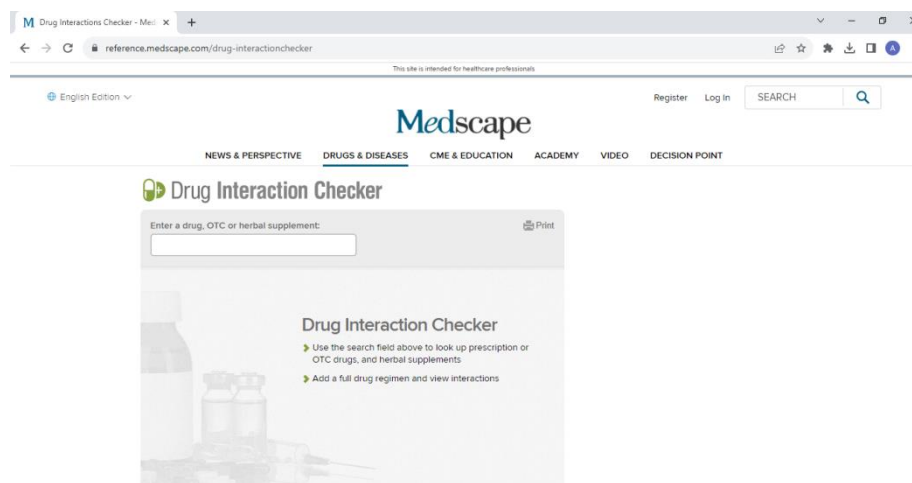 M Drug Interactions Checker - Med
reference.medscape.com/drug-interactionchecker
A
This site is intended for healthcare professionals
English Edition
Register Log In SEARCH
Medscape
NEWS & PERSPECTIVE DRUGS & DISEASES CME & EDUCATION ACADEMY VIDEO DECISION POINT
Drug Interaction Checker
Enter a drug, OTC or herbal supplement: Print
Drug Interaction Checker
Use the search field above to look up prescription or
OTC drugs, and herbal supplements
Add a full drug regimen and view interactions